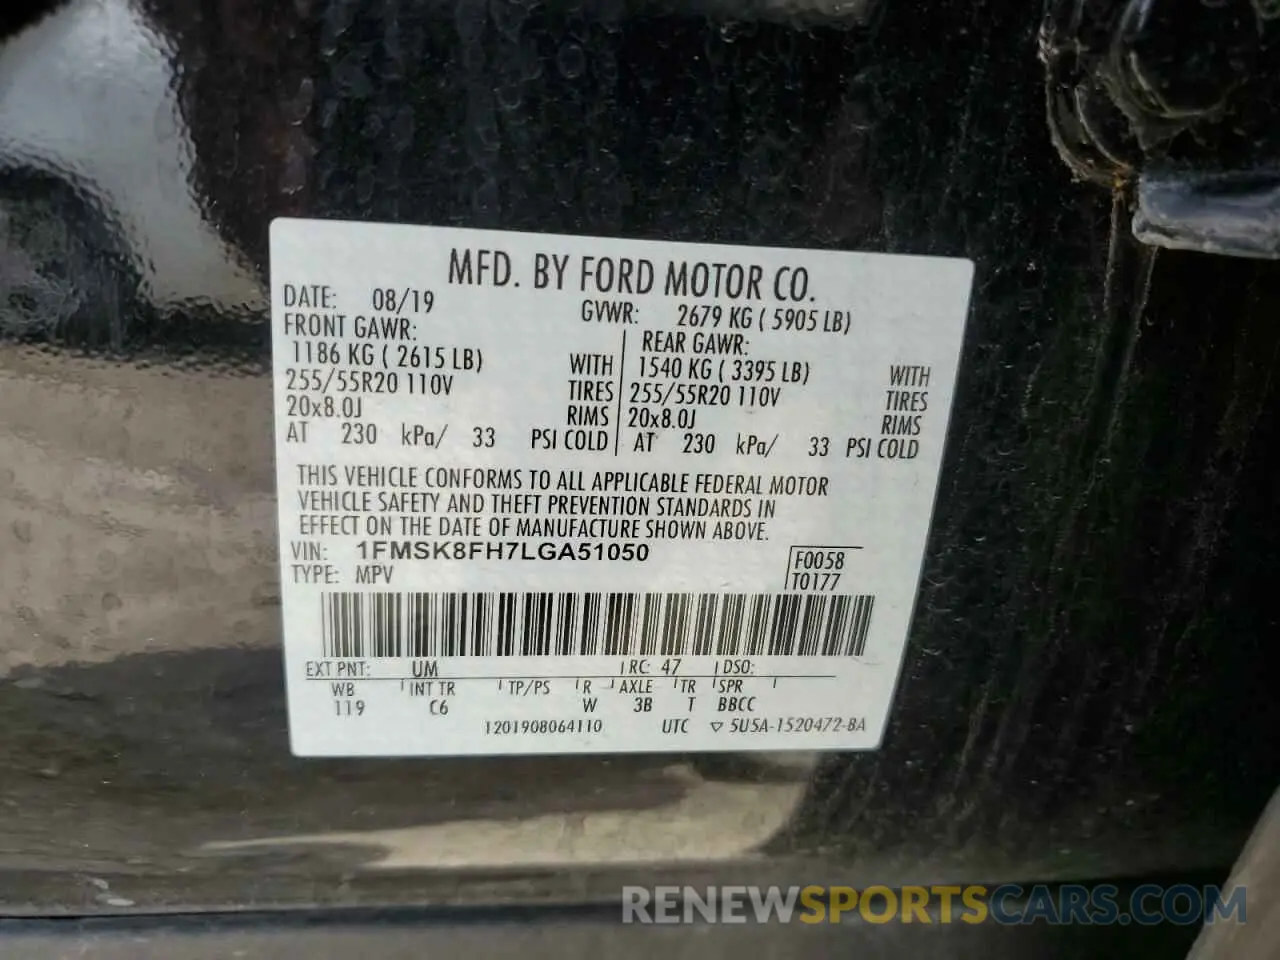 MFD. BY FORD MOTOR CO.
DATE: 08/19 GVWR: 2679 KG ( 5905 LB)
FRONT GAWR: REAR GAWR:
1186 KG ( 2615 LB) WITH 1540 KG ( 3395 LB) WITH
255/55R20 110V TIRES 255/55R20 110V TIRES
20x8.0J RIMS 20x8.0J RIMS
AT 230 kPa/ 33 PSI COLD AT 230 kPa/ 33 PSI COLD
THIS VEHICLE CONFORMS TO ALL APPLICABLE FEDERAL MOTOR
VEHICLE SAFETY AND THEFT PREVENTION STANDARDS IN
EFFECT ON THE DATE OF MANUFACTURE SHOWN ABOVE.
VIN: 1FMSK8FH7LGA51050 F0058
TYPE: MPV T0177
EXT PNT: UM RC: 47 DSO:
WB INT TR TP/PS R AXLE TR SPR
119 C6 W 3B T BBCC
1201908064110 UTC ▽ 5U5A-1520472-BA
RENEWSPORTSCARS.COM